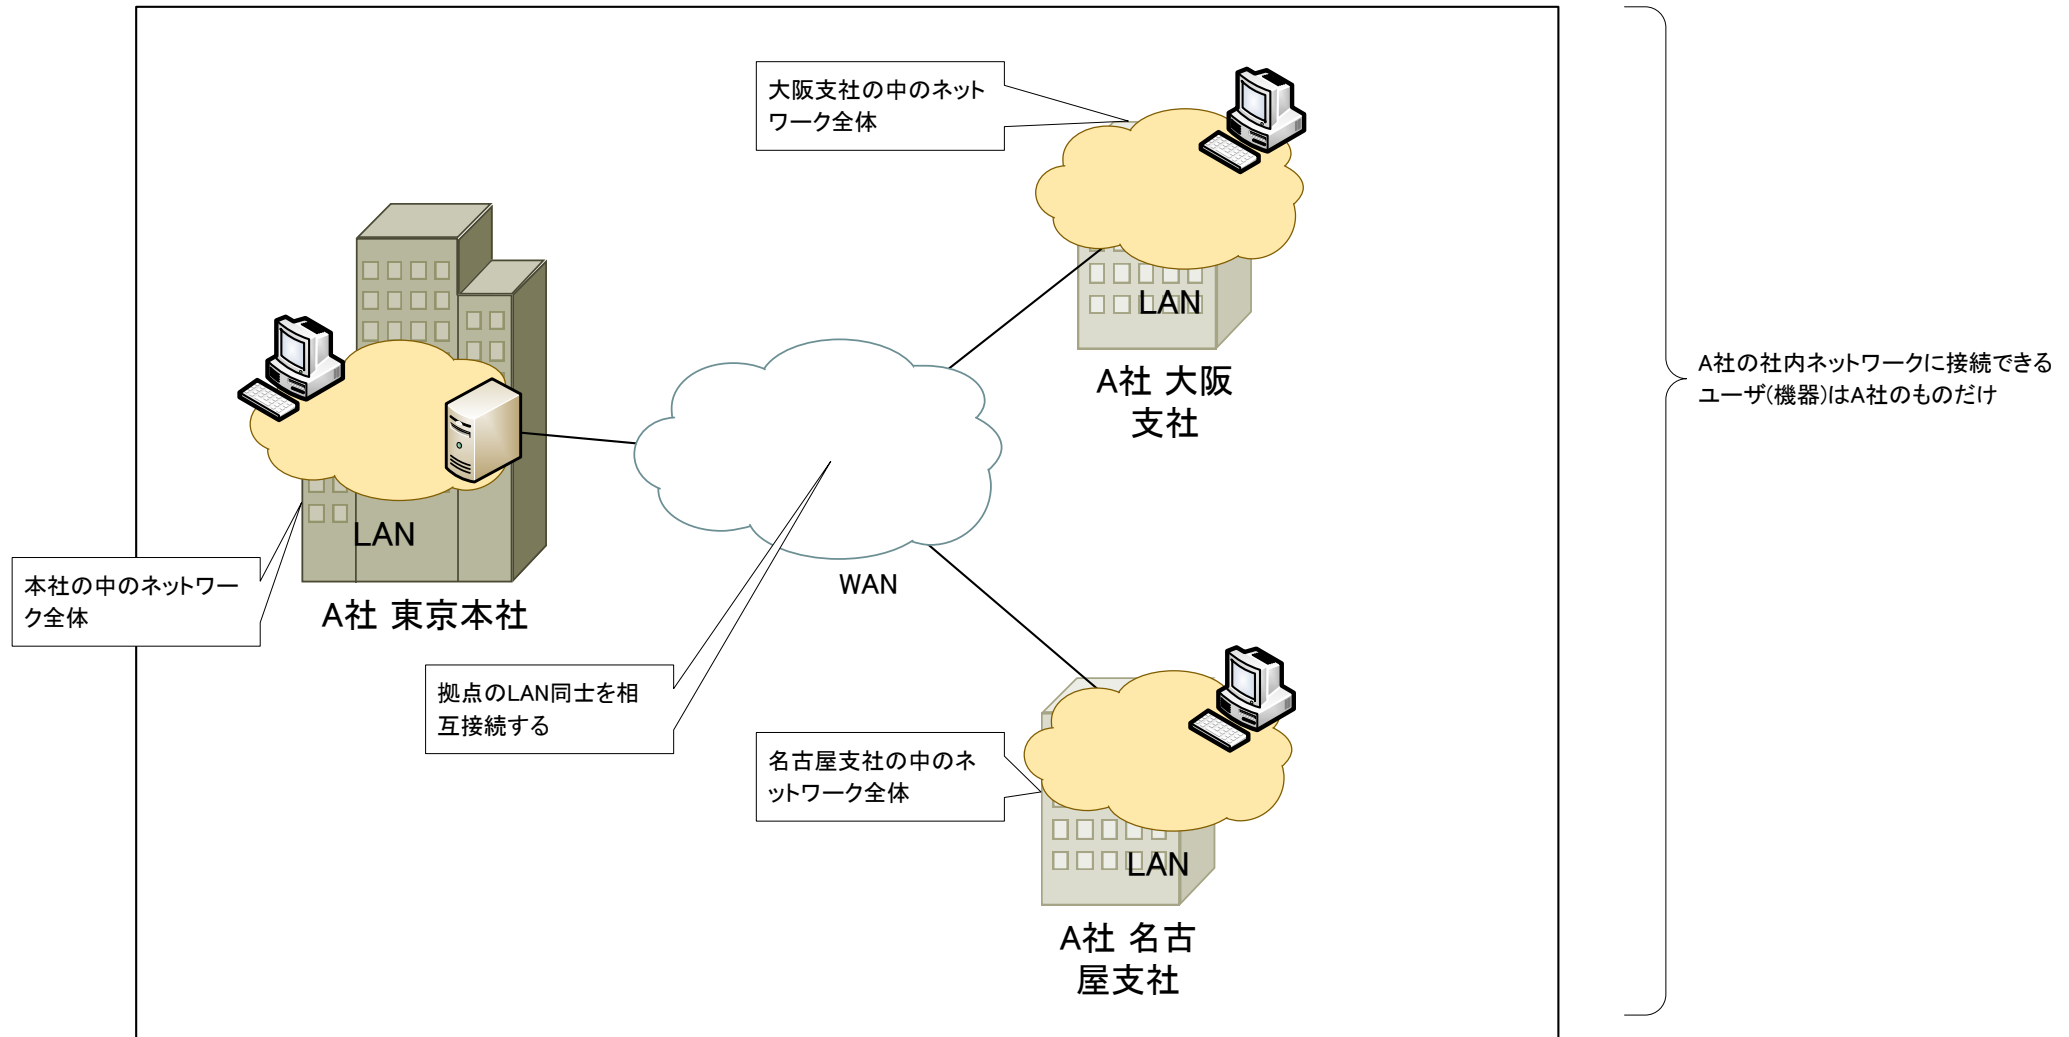 大阪支社の中のネット
ワーク全体
LAN
A社 大阪
支社
A社の社内ネットワークに接続できる
ユーザ(機器)はA社のものだけ
LAN
本社の中のネットワー
ク全体
A社 東京本社
WAN
拠点のLAN同士を相
互接続する
名古屋支社の中のネ
ットワーク全体
LAN
A社 名古
屋支社